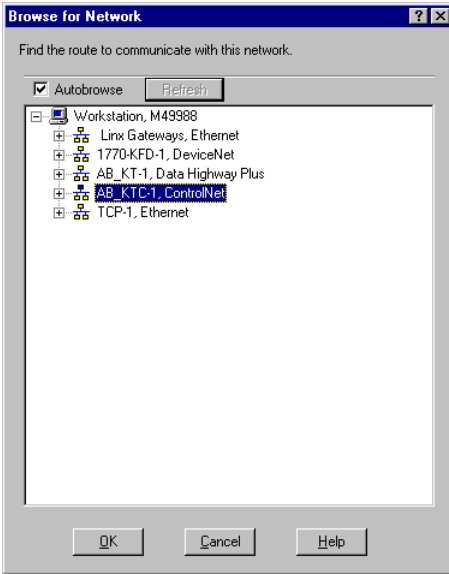 Browse for Network
Find the route to communicate with this network.
Autobrowse Refresh
Workstation, M49988
Linx Gateways, Ethernet
1770-KFD-1, DeviceNet
AB_KT-1, Data Highway Plus
AB_KTC-1, ControlNet
TCP-1, Ethernet
OK Cancel Help